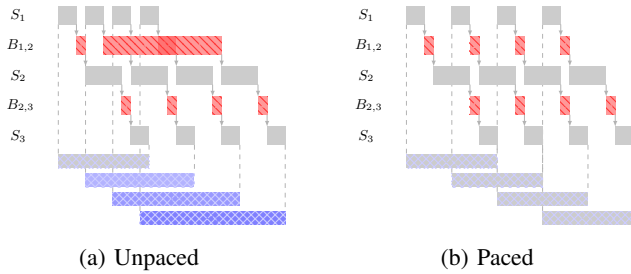 S1
B1,2
S2
B2,3
S3
(a) Unpaced
S1
B1,2
S2
B2,3
S3
(b) Paced